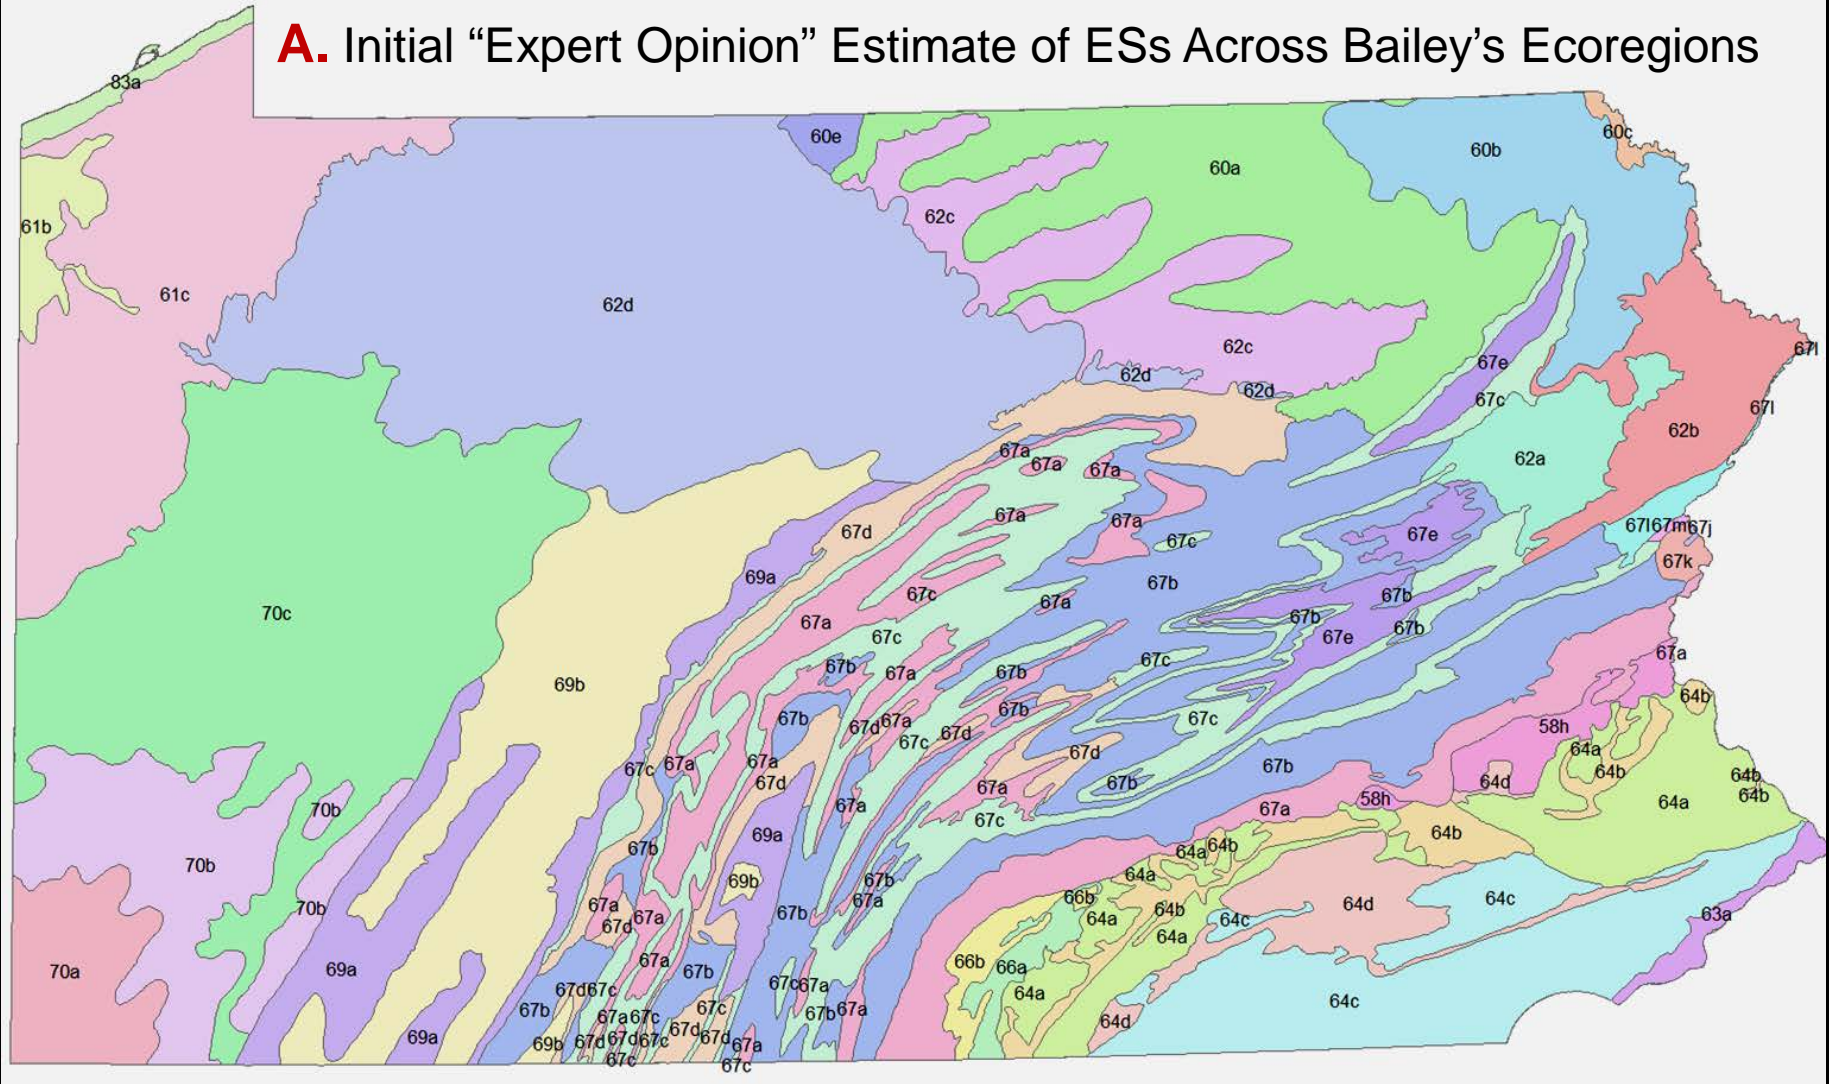 A. Initial “Expert Opinion” Estimate of ESs Across Bailey’s Ecoregions
83a
60e
60c
60b
60a
62c
61b
61c
62d
62c
67l
67e
62d
62d
67c
67l
62b
67a
67a
67a
62a
67a
67a
67d
67c
67e
67l67m67j
67k
69a
67b
67c
67a
67b
70c
67a
67b
67b
67c
67e
67a
67c
67b
67a
67b
69b
64b
67b
67b
67c
67d67a
67c
67d
58h
64a
67d
67c
67a
67a
67b
64b
64b
67d
67b
64d
64b
67a
58h
64a
70b
67a
67a
67c
64b
69a
67b
64a
64b
70b
69b
67b
64a
66b
64c
67a
67a
70b
67a
67d
67b
64b
64d
64a
64c
63a
64a
70a
69a
67a
67b
66b
66a
67d67c
67c67a
64a
64c
67b
67c
67b67a
67a67c
64d
69a
67d
69b
67d
67d
67c
67d
67a
67c
67c